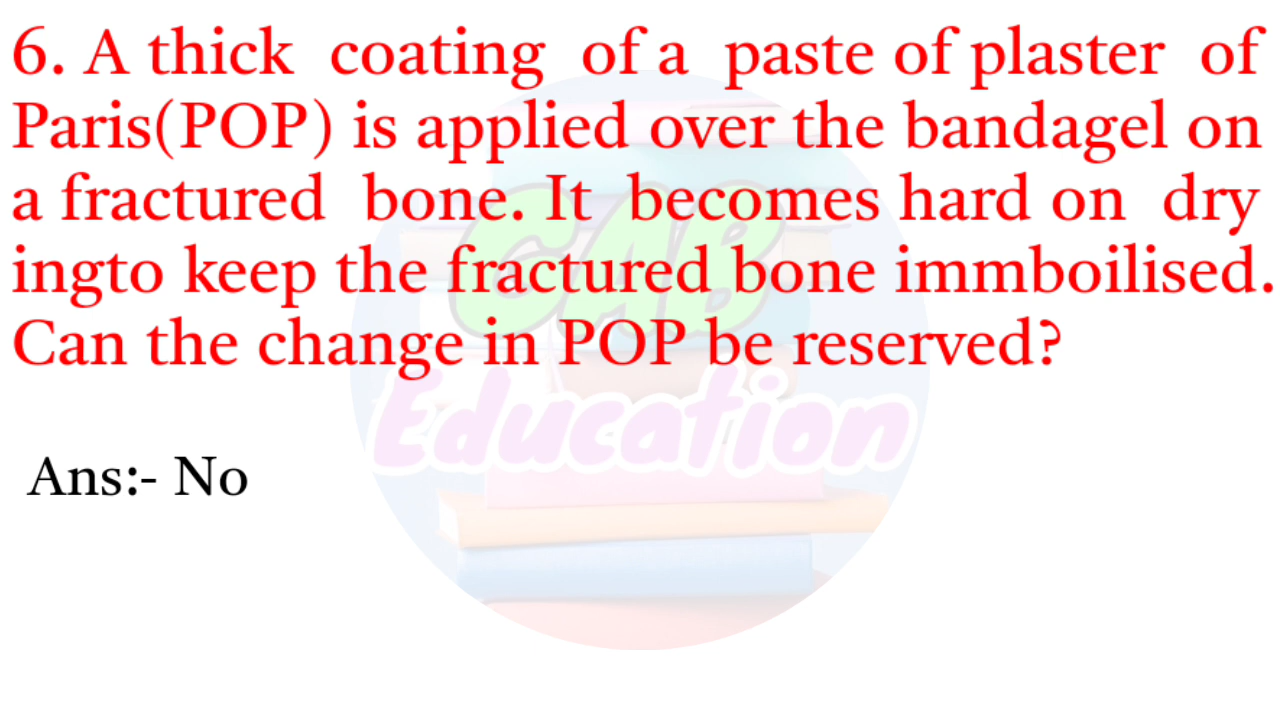 6. A thick coating of a paste of plaster of
Paris(POP) is applied over the bandagel on
a fractured bone. It becomes hard on dry
ingto keep the fractured bone immboilised.
Can the change in POP be reserved?
CAB
Education
Ans:- No